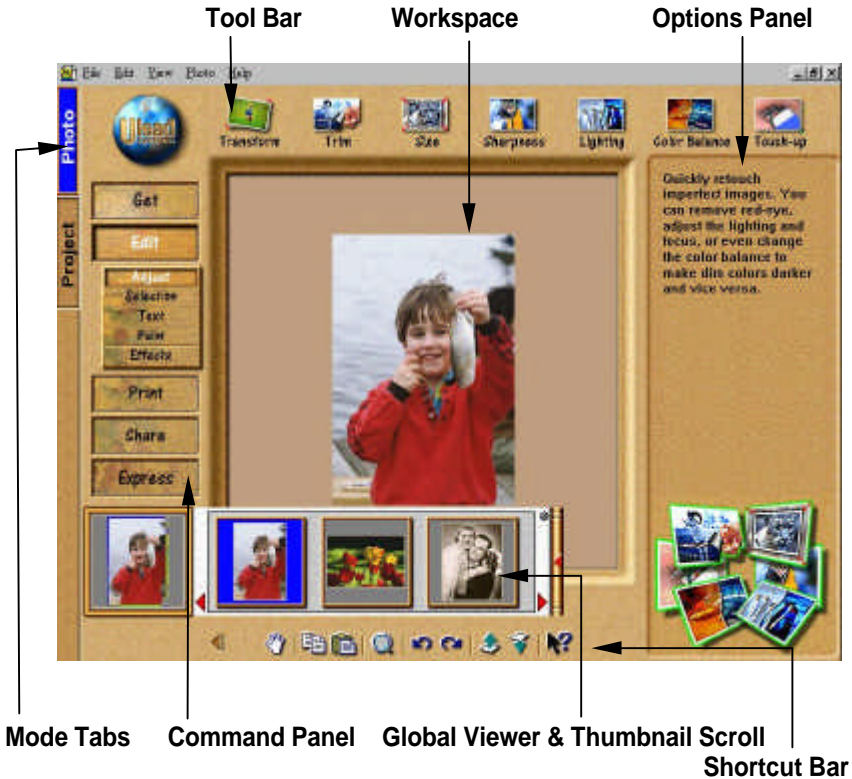 Tool Bar
Workspace
Options Panel
File Edit View Photo Help
Photo
Project
Ulead
Transform
Trim
Size
Sharpness
Lighting
Color Balance
Touch-up
Get
Edit
Adjust
Selection
Text
Paint
Effects
Print
Share
Express
Quickly retouch
imperfect images. You
can remove red-eye,
adjust the lighting and
focus, or even change
the color balance to
make dim colors darker
and vice versa.
Mode Tabs
Command Panel
Global Viewer & Thumbnail Scroll
Shortcut Bar